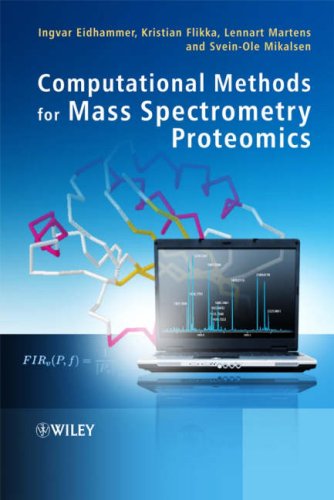 Ingvar Eidhammer, Kristian Flikka, Lennart Martens
and Svein-Ole Mikalsen
Computational Methods
for Mass Spectrometry
Proteomics
WILEY